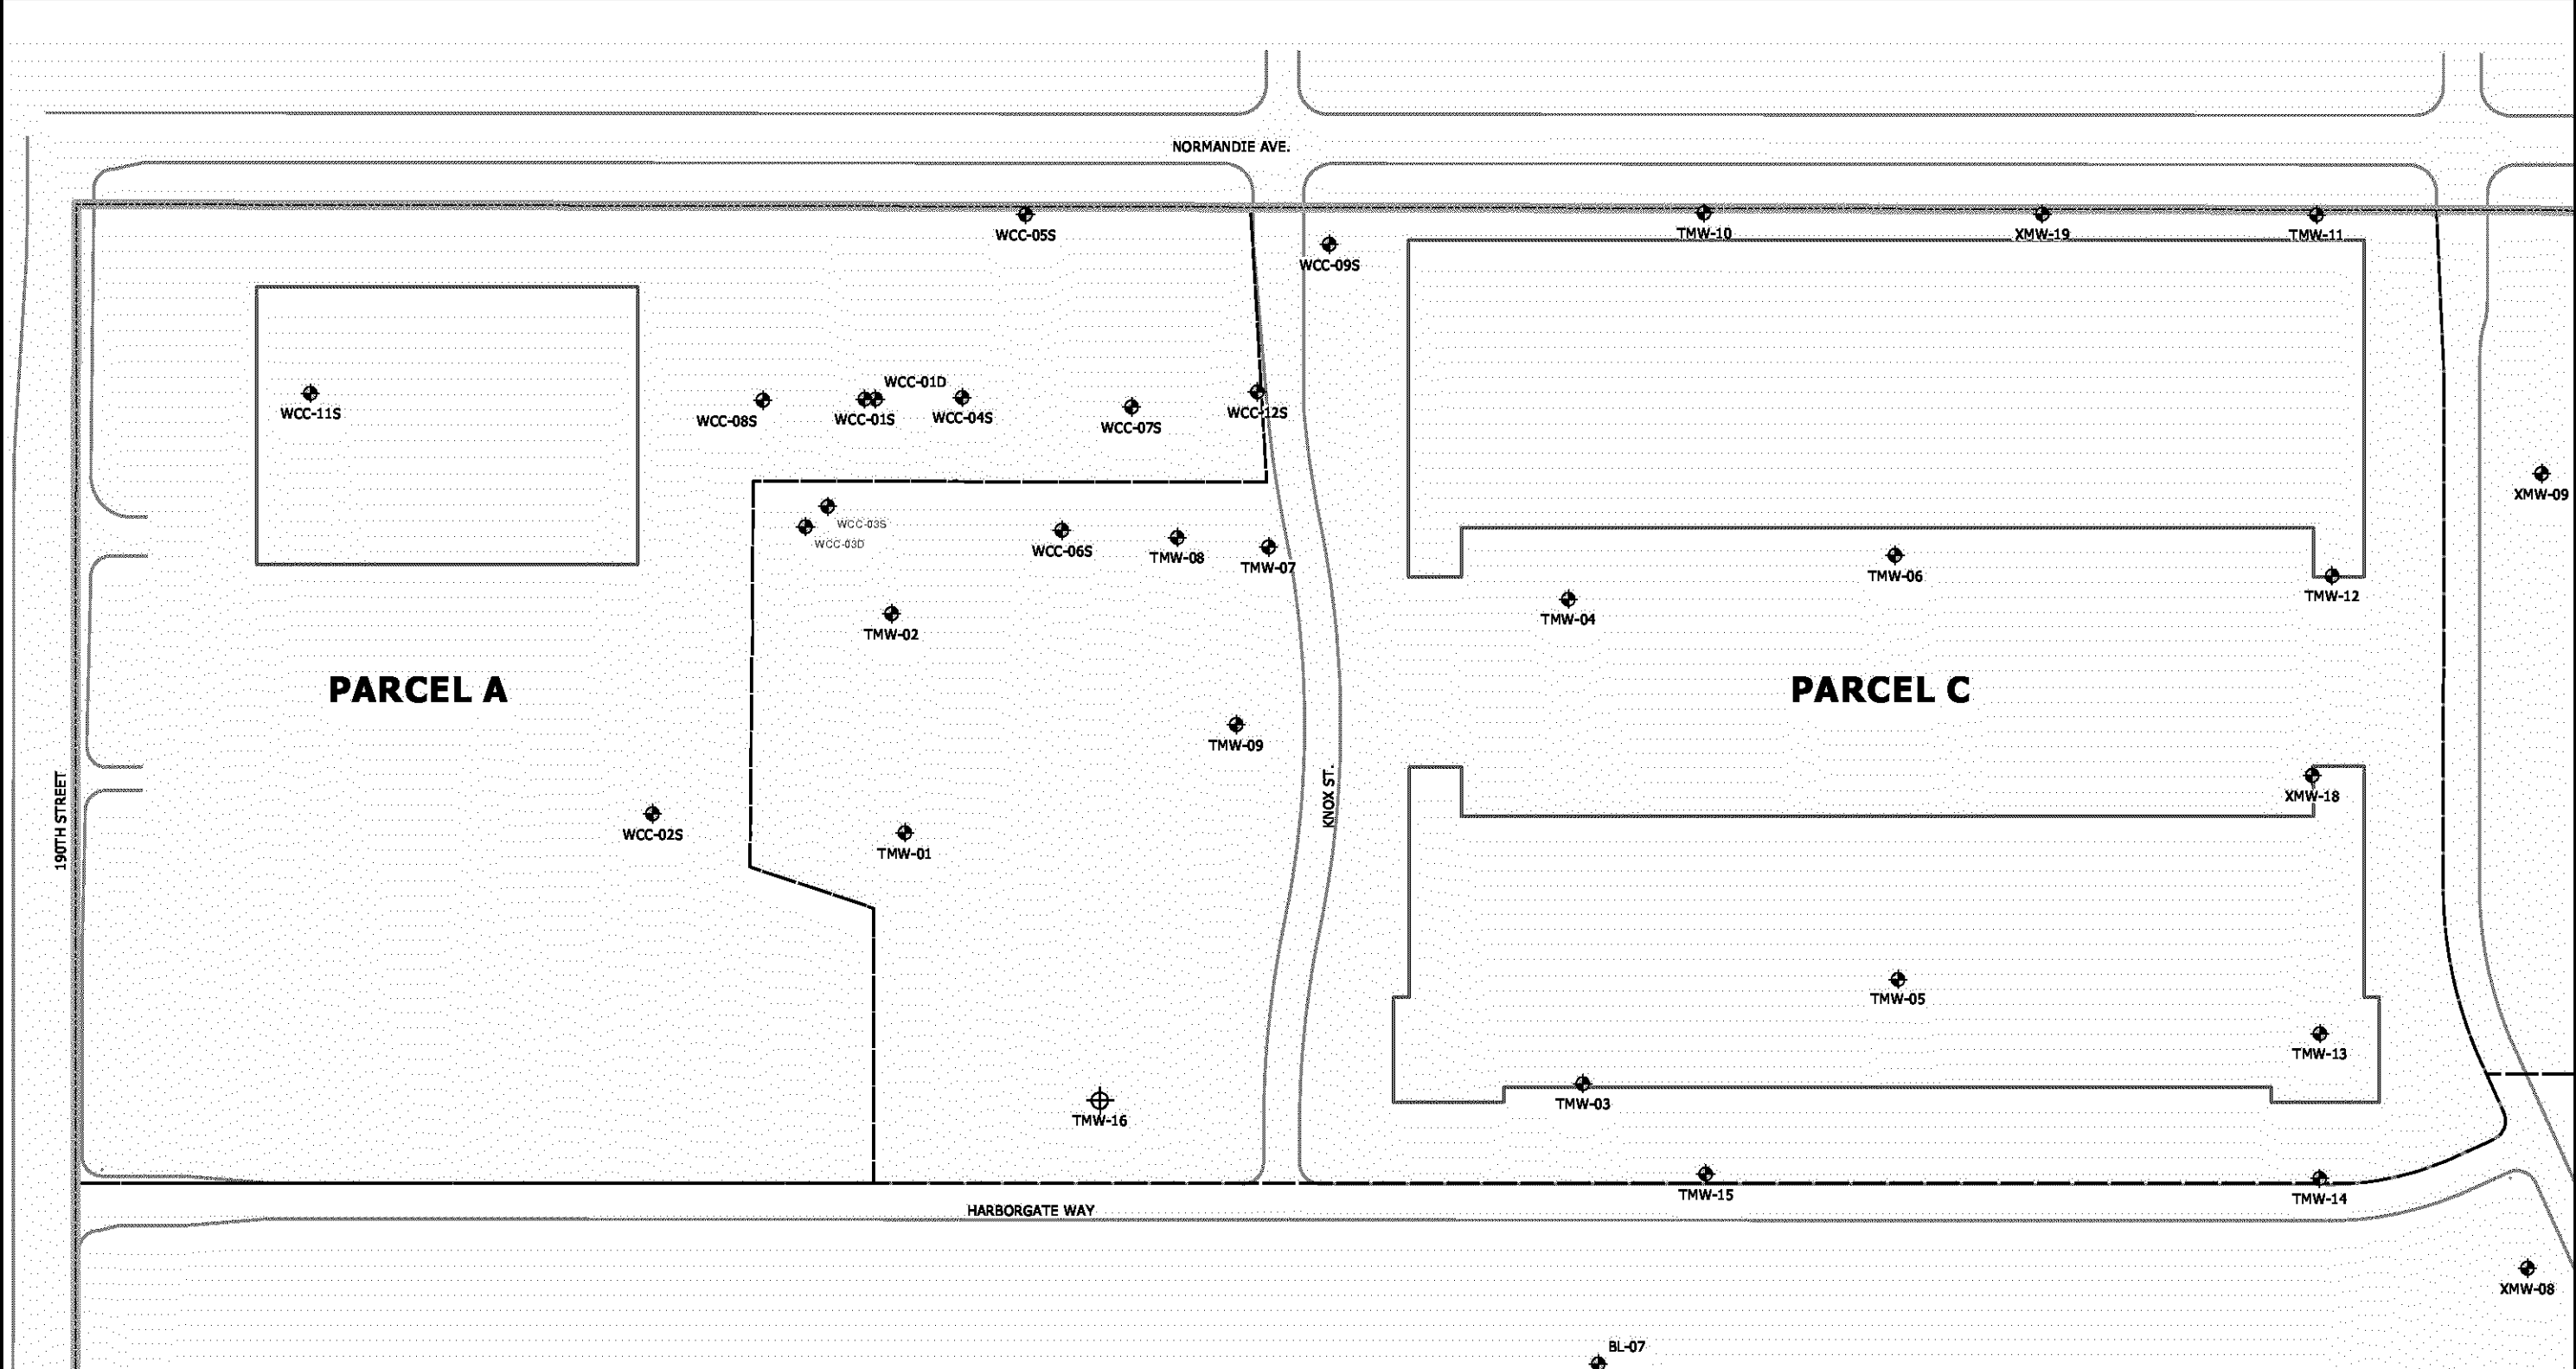 NORMANDIE AVE.
WCC-05S
TMW-10
XMW-19
TMW-11
WCC-09S
WCC-01D
WCC-11S
WCC-08S
WCC-01S
WCC-04S
WCC-07S
WCC-12S
XMW-09
WCC-03S
WCC-03D
WCC-06S
TMW-08
TMW-07
TMW-06
TMW-12
TMW-04
TMW-02
PARCEL A
PARCEL C
TMW-09
190TH STREET
KNOX ST.
XMW-18
WCC-02S
TMW-01
TMW-05
TMW-13
TMW-03
TMW-16
TMW-15
TMW-14
HARBORGATE WAY
XMW-08
BL-07